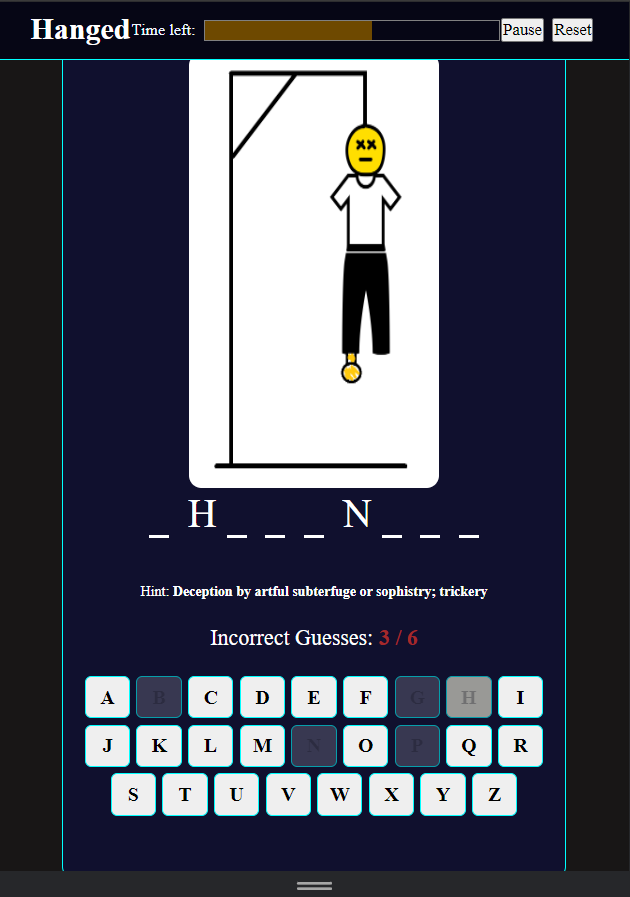 Hanged Time left: Pause Reset
_ H _ _ _ N _ _ _
Hint: Deception by artful subterfuge or sophistry; trickery
Incorrect Guesses: 3 / 6
A B C D E F G H I
J K L M N O P Q R
S T U V W X Y Z